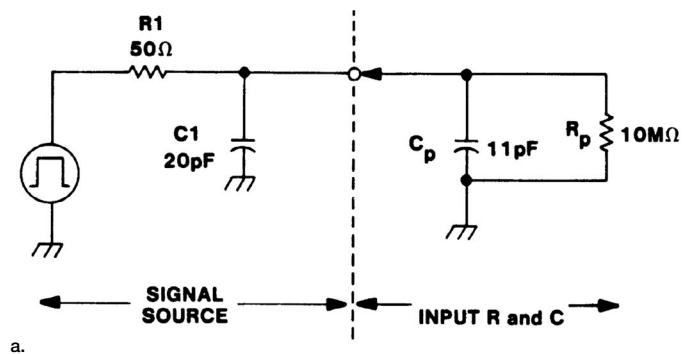 R1
50Ω
C1
20pF
Cp
11pF
Rp
10MΩ
SIGNAL
SOURCE
INPUT R and C
a.